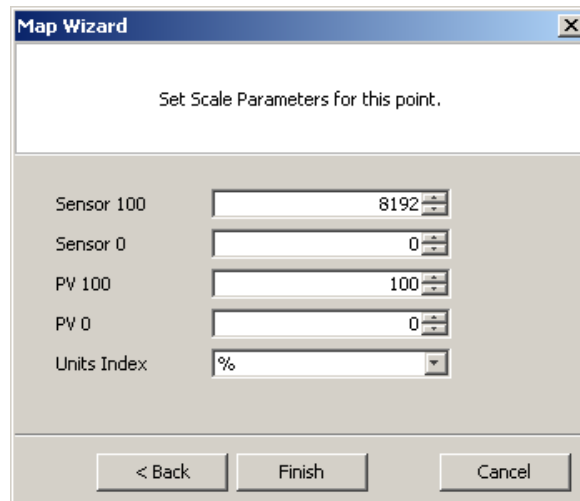 Map Wizard
Set Scale Parameters for this point.
Sensor 100 8192
Sensor 0 0
PV 100 100
PV 0 0
Units Index %
< Back Finish Cancel